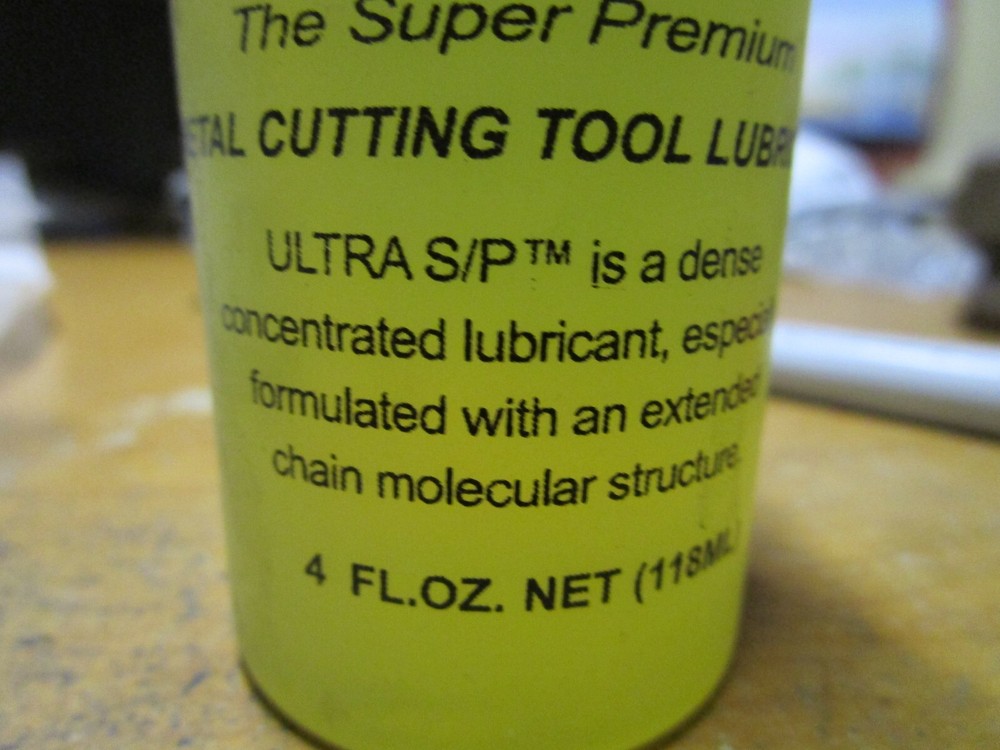 The Super Premium
ETAL CUTTING TOOL LUBRI
ULTRA S/P™ is a dense
concentrated lubricant, especial
formulated with an extended
chain molecular structure.
4 FL.OZ. NET (118ML)